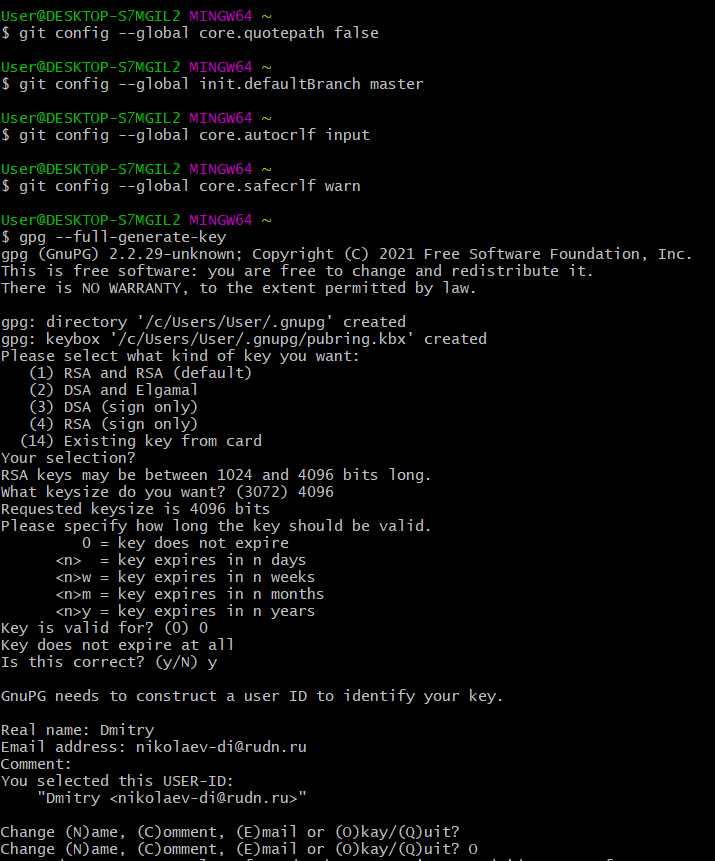 User@DESKTOP-S7MGIL2 MINGW64 ~
$ git config --global core.quotepath false

User@DESKTOP-S7MGIL2 MINGW64 ~
$ git config --global init.defaultBranch master

User@DESKTOP-S7MGIL2 MINGW64 ~
$ git config --global core.autocrlf input

User@DESKTOP-S7MGIL2 MINGW64 ~
$ git config --global core.safecrlf warn

User@DESKTOP-S7MGIL2 MINGW64 ~
$ gpg --full-generate-key
gpg (GnuPG) 2.2.29-unknown; Copyright (C) 2021 Free Software Foundation, Inc.
This is free software: you are free to change and redistribute it.
There is NO WARRANTY, to the extent permitted by law.

gpg: directory '/c/Users/User/.gnupg' created
gpg: keybox '/c/Users/User/.gnupg/pubring.kbx' created
Please select what kind of key you want:
   (1) RSA and RSA (default)
   (2) DSA and Elgamal
   (3) DSA (sign only)
   (4) RSA (sign only)
  (14) Existing key from card
Your selection?
RSA keys may be between 1024 and 4096 bits long.
What keysize do you want? (3072) 4096
Requested keysize is 4096 bits
Please specify how long the key should be valid.
         0 = key does not expire
      <n>  = key expires in n days
      <n>w = key expires in n weeks
      <n>m = key expires in n months
      <n>y = key expires in n years
Key is valid for? (0) 0
Key does not expire at all
Is this correct? (y/N) y

GnuPG needs to construct a user ID to identify your key.

Real name: Dmitry
Email address: nikolaev-di@rudn.ru
Comment:
You selected this USER-ID:
    "Dmitry <nikolaev-di@rudn.ru>"

Change (N)ame, (C)omment, (E)mail or (O)kay/(Q)uit?
Change (N)ame, (C)omment, (E)mail or (O)kay/(Q)uit? O